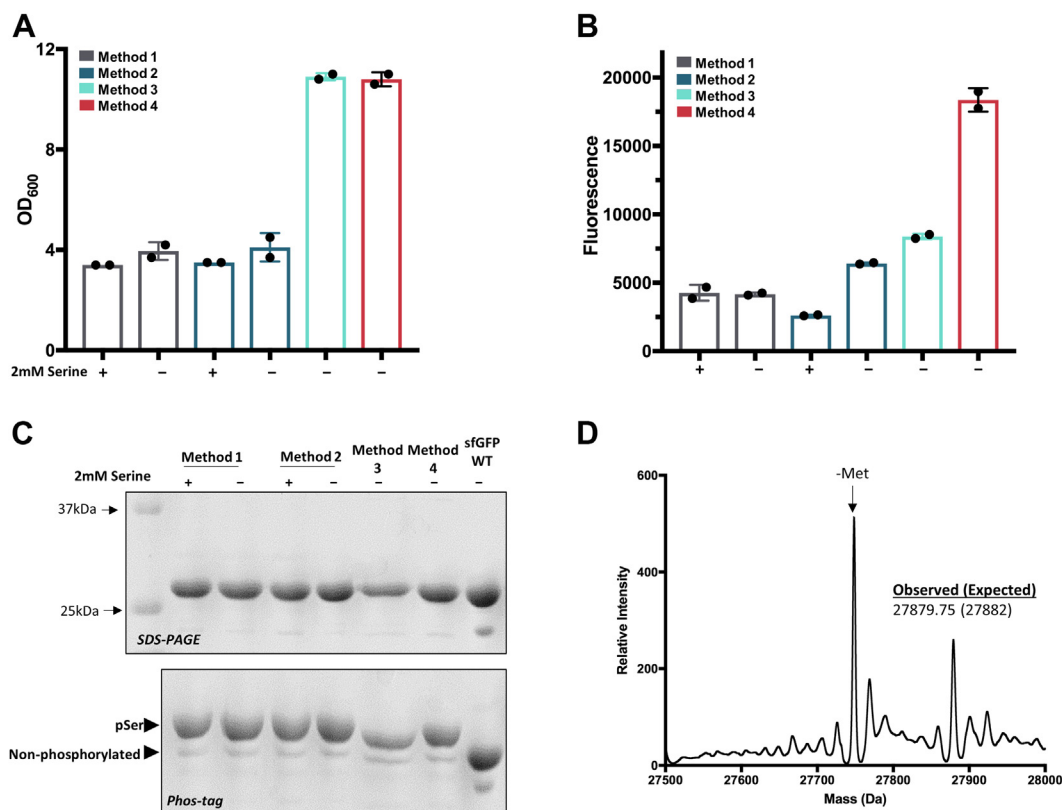 A
Method 1
Method 2
Method 3
Method 4
12
8
4
0
OD600
2mM Serine + − + − − −
B
Method 1
Method 2
Method 3
Method 4
20000
15000
10000
5000
0
Fluorescence
+ − + − − −
C
Method 1 Method 2 Method 3 Method 4 sfGFP WT
2mM Serine + − + − − − −
37kDa
25kDa
SDS-PAGE
pSer
Non-phosphorylated
Phos-tag
D
-Met
Observed (Expected)
27879.75 (27882)
600
400
200
0
Relative Intensity
27500 27600 27700 27800 27900 28000
Mass (Da)